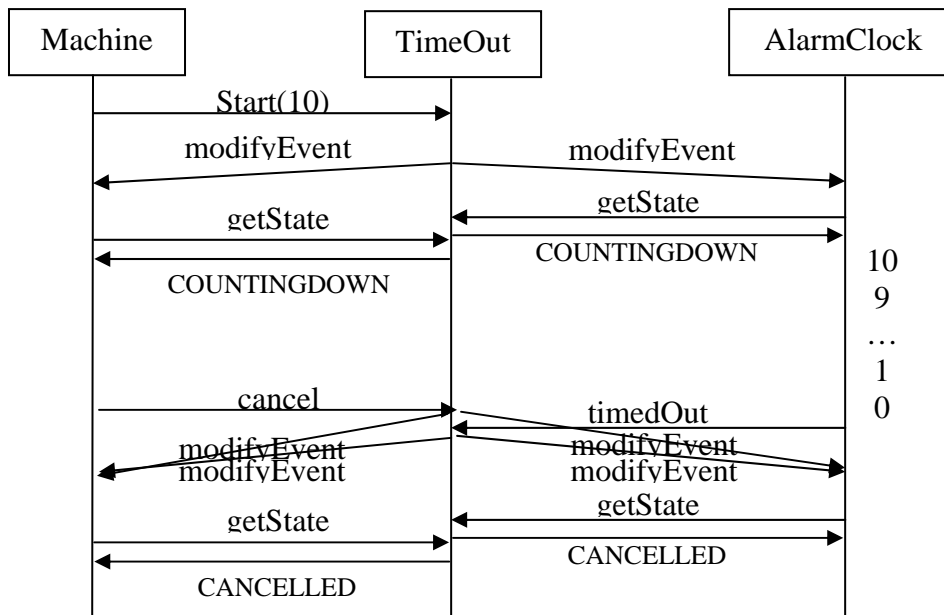 Machine
TimeOut
AlarmClock
Start(10)
modifyEvent
modifyEvent
getState
getState
COUNTINGDOWN
COUNTINGDOWN
10
9
…
1
0
cancel
timedOut
modifyEvent
modifyEvent
modifyEvent
modifyEvent
getState
getState
CANCELLED
CANCELLED